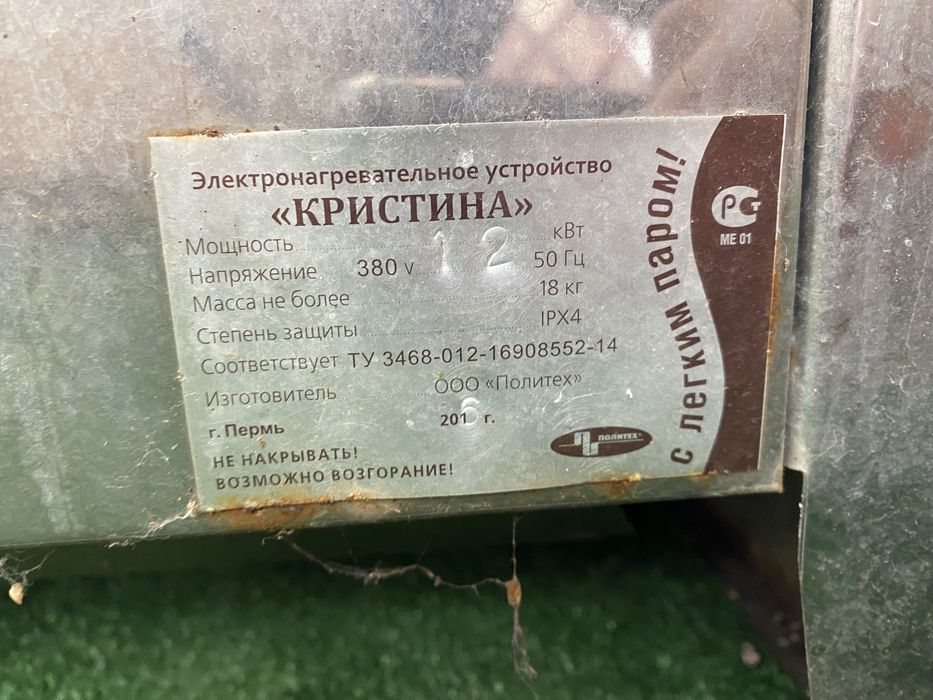 Электронагревательное устройство
«КРИСТИНА»
Мощность 12 кВт
Напряжение 380 v 50 Гц
Масса не более 18 кг
Степень защиты IPX4
Соответствует ТУ 3468-012-16908552-14
Изготовитель ООО «Политех»
г. Пермь 2016 г.
НЕ НАКРЫВАТЬ!
ВОЗМОЖНО ВОЗГОРАНИЕ!
ПОЛИТЕХ®
С легким паром!
РСТ
МЕ 01